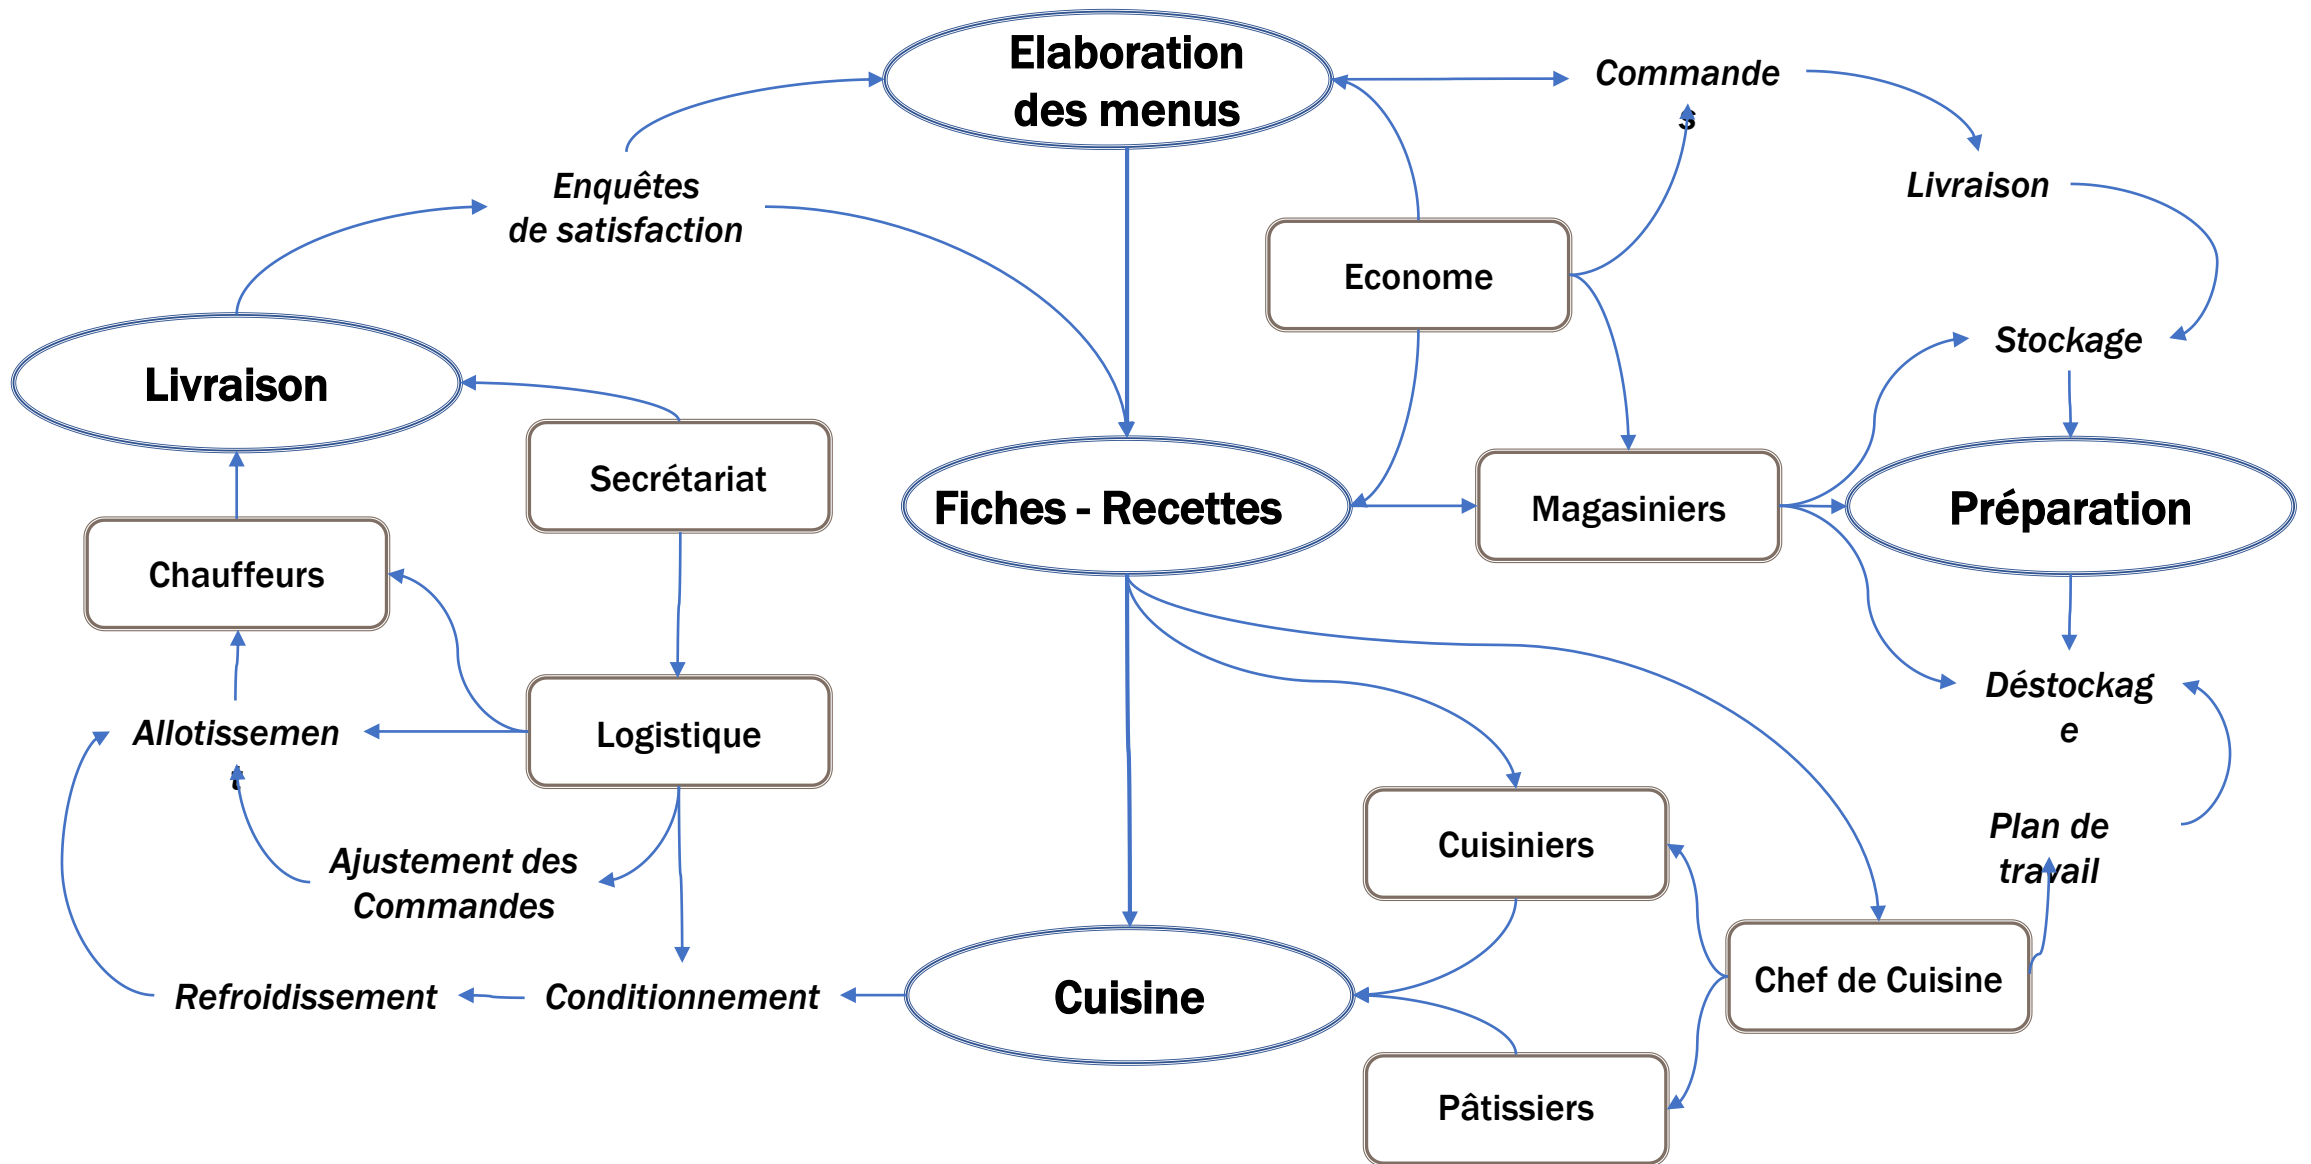 Elaboration
des menus
Commande
s
Enquêtes
de satisfaction
Livraison
Econome
Stockage
Livraison
Secrétariat
Fiches - Recettes
Magasiniers
Préparation
Chauffeurs
Allotissemen
t
Logistique
Déstockag
e
Ajustement des
Commandes
Cuisiniers
Plan de
travail
Refroidissement
Conditionnement
Cuisine
Chef de Cuisine
Pâtissiers